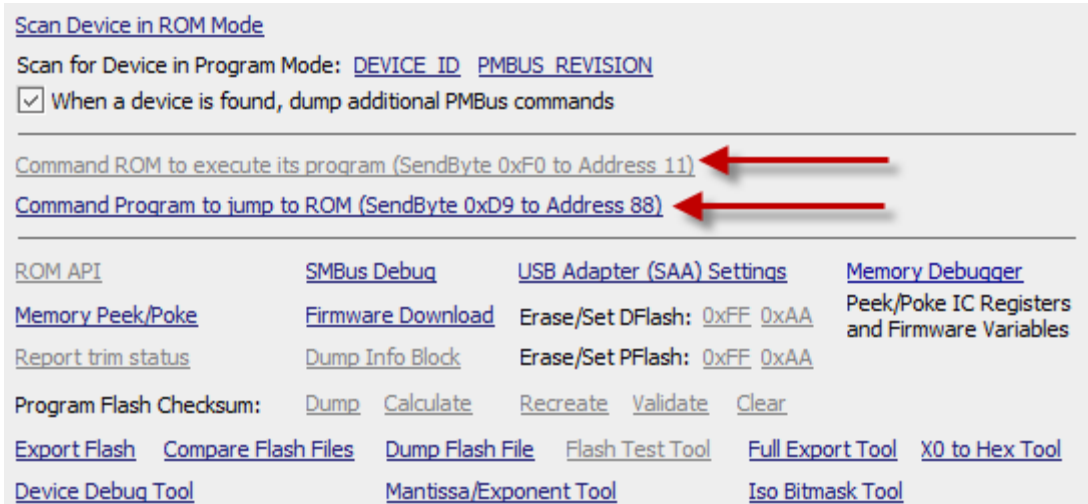 Scan Device in ROM Mode
Scan for Device in Program Mode: DEVICE_ID PMBUS_REVISION
When a device is found, dump additional PMBus commands
Command ROM to execute its program (SendByte 0xF0 to Address 11)
Command Program to jump to ROM (SendByte 0xD9 to Address 88)
ROM API SMBus Debug USB Adapter (SAA) Settings Memory Debugger
Memory Peek/Poke Firmware Download Erase/Set DFlash: 0xFF 0xAA Peek/Poke IC Registers
and Firmware Variables
Report trim status Dump Info Block Erase/Set PFlash: 0xFF 0xAA
Program Flash Checksum: Dump Calculate Recreate Validate Clear
Export Flash Compare Flash Files Dump Flash File Flash Test Tool Full Export Tool X0 to Hex Tool
Device Debug Tool Mantissa/Exponent Tool Iso Bitmask Tool